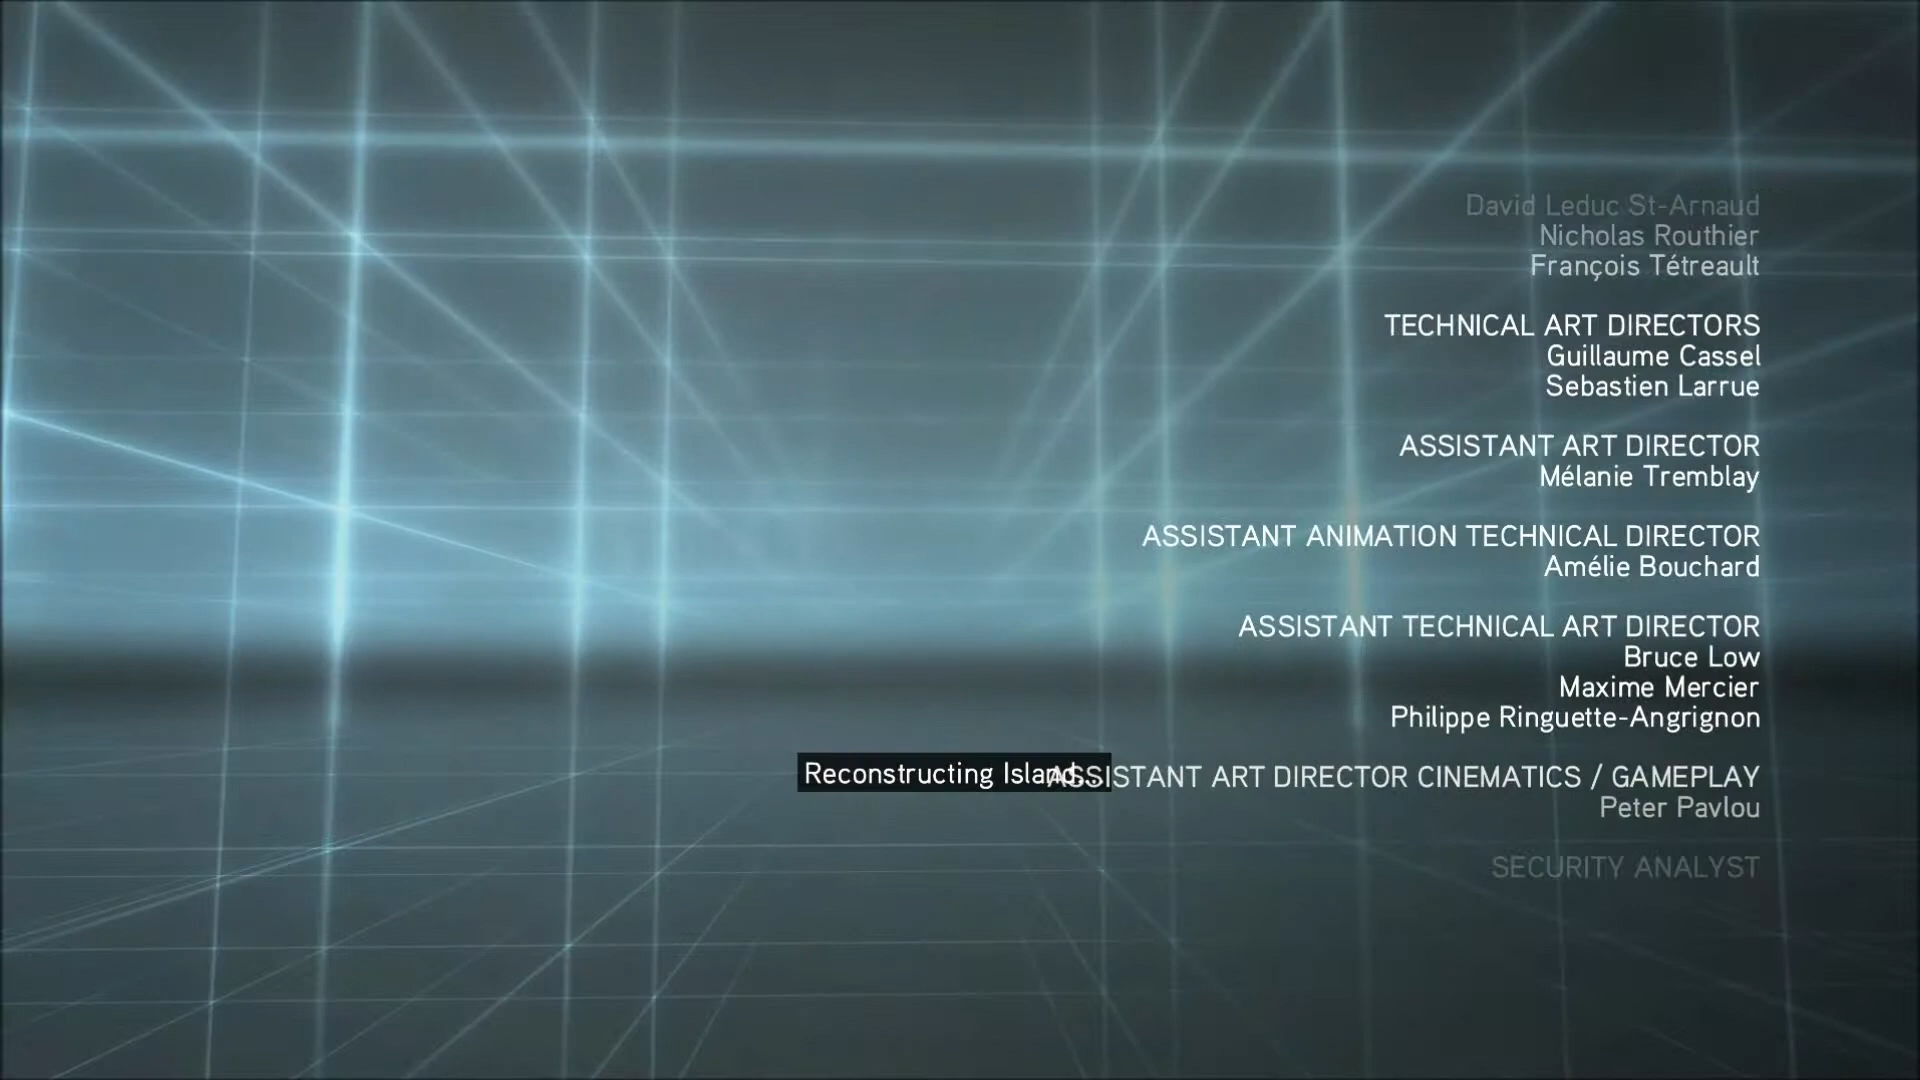 David Leduc St-Arnaud
Nicholas Routhier
François Tétreault
TECHNICAL ART DIRECTORS
Guillaume Cassel
Sebastien Larrue
ASSISTANT ART DIRECTOR
Mélanie Tremblay
ASSISTANT ANIMATION TECHNICAL DIRECTOR
Amélie Bouchard
ASSISTANT TECHNICAL ART DIRECTOR
Bruce Low
Maxime Mercier
Philippe Ringuette-Angrignon
Reconstructing Island...
ASSISTANT ART DIRECTOR CINEMATICS / GAMEPLAY
Peter Pavlou
SECURITY ANALYST